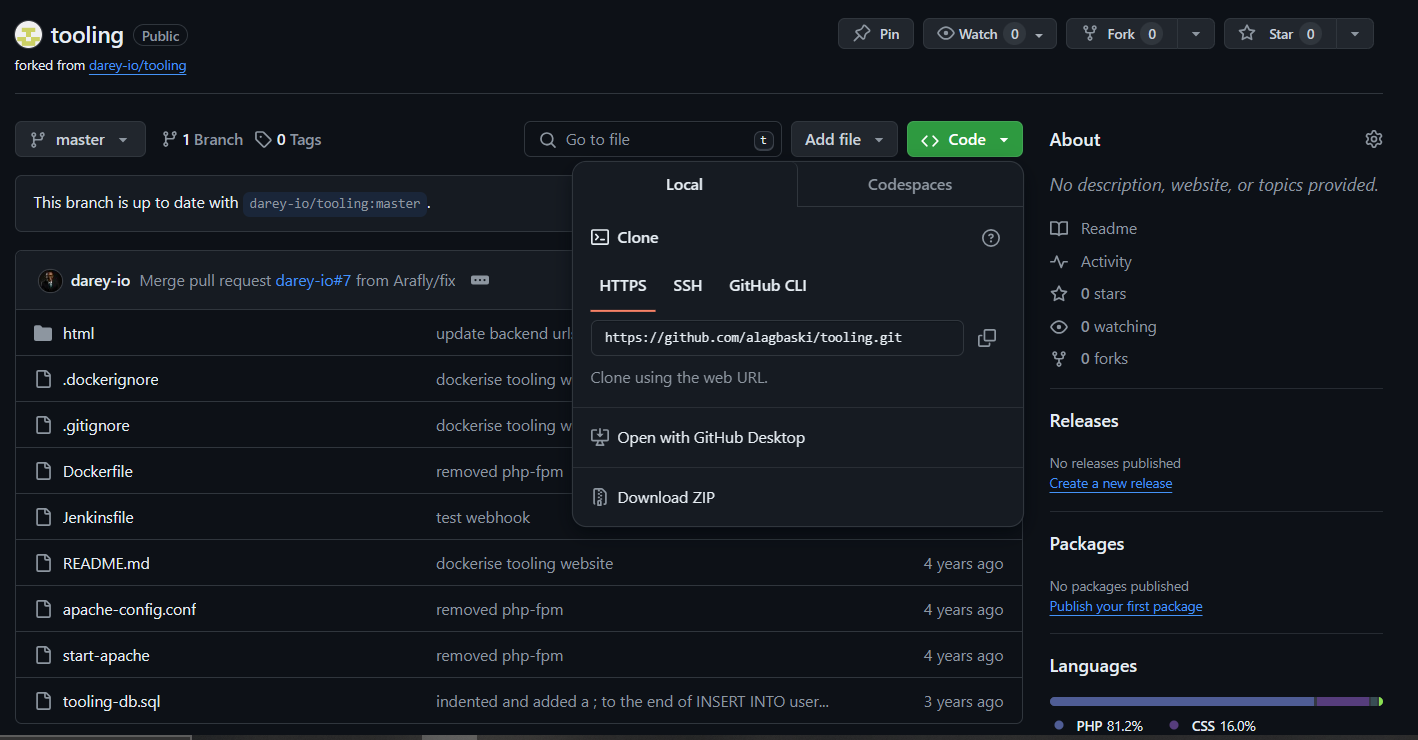 tooling Public
Pin Watch 0 Fork 0 Star 0
forked from darey-io/tooling
master 1 Branch 0 Tags
Go to file t Add file Code
This branch is up to date with darey-io/tooling:master .
darey-io Merge pull request darey-io#7 from Arafly/fix
html update backend urls
.dockerignore dockerise tooling w
.gitignore dockerise tooling w
Dockerfile removed php-fpm
Jenkinsfile test webhook
README.md dockerise tooling website 4 years ago
apache-config.conf removed php-fpm 4 years ago
start-apache removed php-fpm 4 years ago
tooling-db.sql indented and added a ; to the end of INSERT INTO user... 3 years ago
Local Codespaces
Clone
HTTPS SSH GitHub CLI
https://github.com/alagbaski/tooling.git
Clone using the web URL.
Open with GitHub Desktop
Download ZIP
About
No description, website, or topics provided.
Readme
Activity
0 stars
0 watching
0 forks
Releases
No releases published
Create a new release
Packages
No packages published
Publish your first package
Languages
PHP 81.2% CSS 16.0%